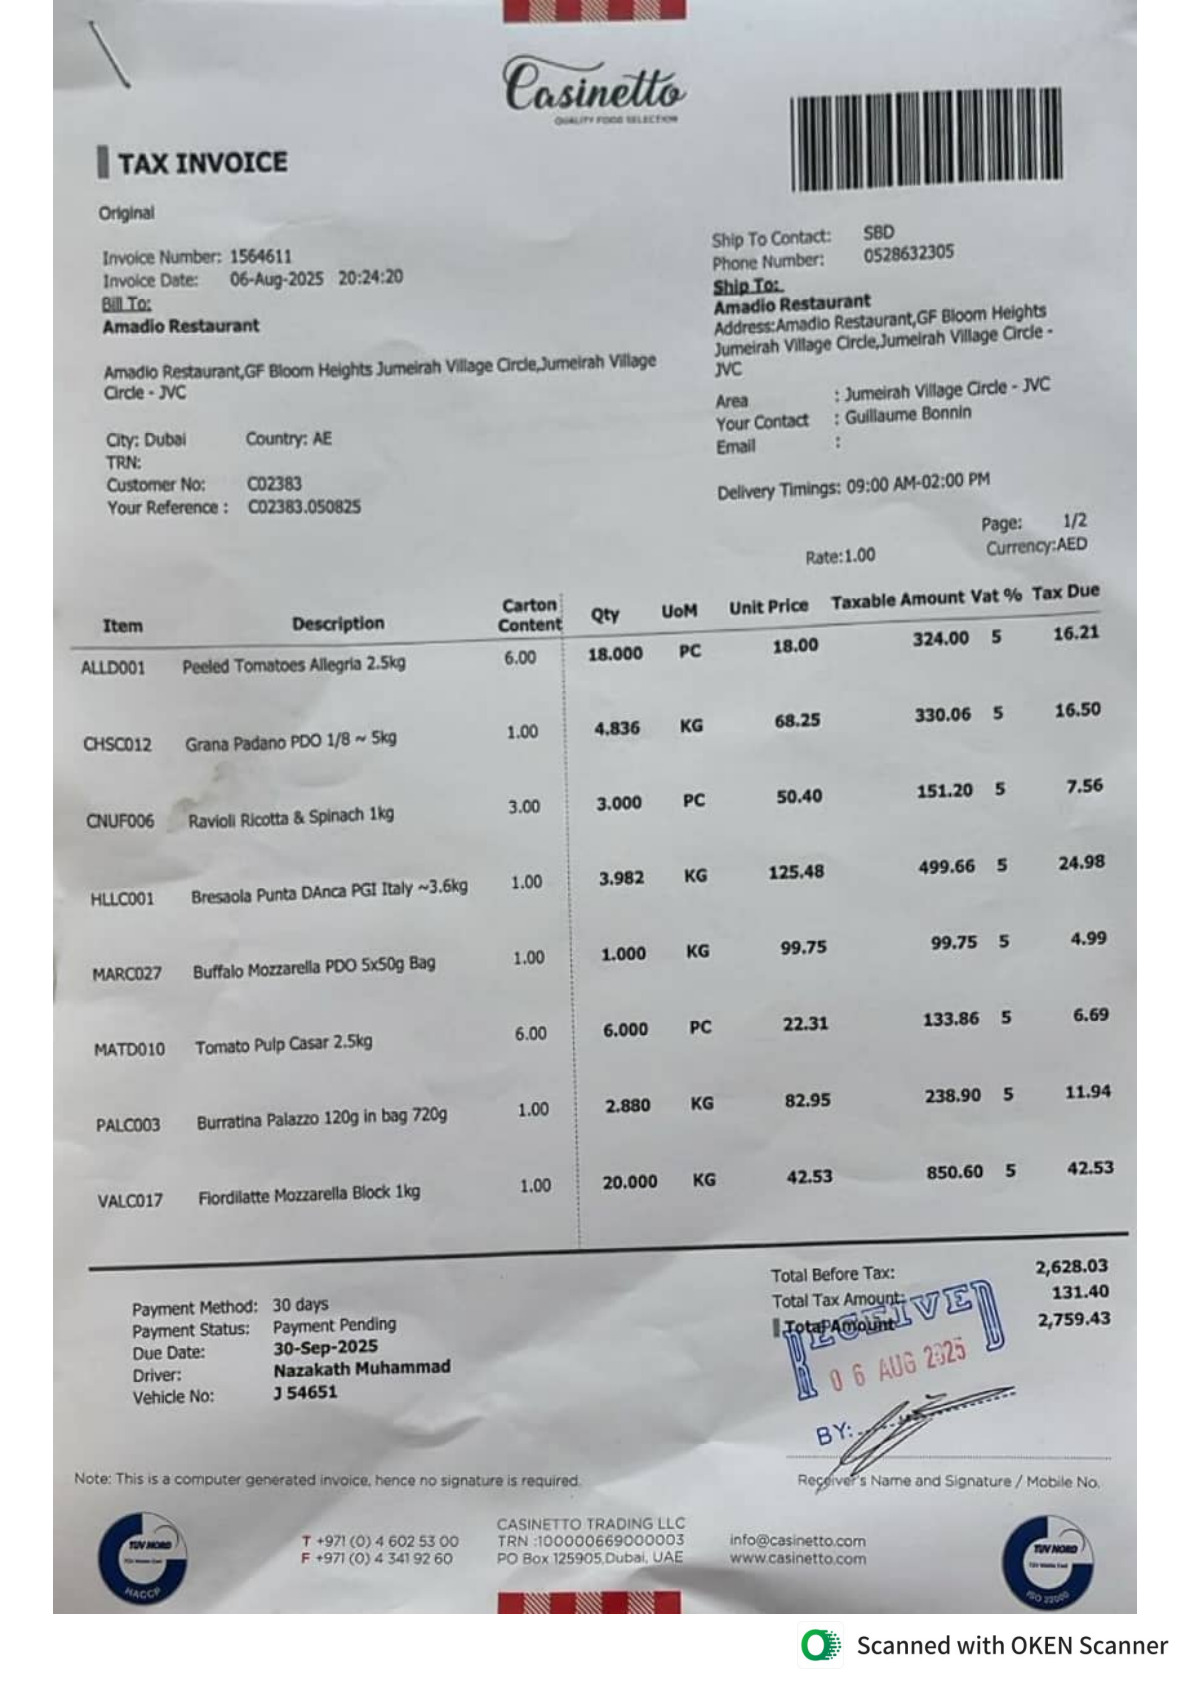 Casinetto
QUALITY FOOD SELECTION
TAX INVOICE
Original
Invoice Number: 1564611
Invoice Date: 06-Aug-2025 20:24:20
Bill To:
Amadio Restaurant
Amadio Restaurant,GF Bloom Heights Jumeirah Village Circle,Jumeirah Village
Circle - JVC
City: Dubai Country: AE
TRN:
Customer No: C02383
Your Reference : C02383.050825
Ship To Contact: SBD
Phone Number: 0528632305
Ship To:
Amadio Restaurant
Address:Amadio Restaurant,GF Bloom Heights
Jumeirah Village Circle,Jumeirah Village Circle -
JVC
Area : Jumeirah Village Circle - JVC
Your Contact : Guillaume Bonnin
Email :
Delivery Timings: 09:00 AM-02:00 PM
Page: 1/2
Rate:1.00 Currency:AED
Item Description Carton Content Qty UoM Unit Price Taxable Amount Vat % Tax Due
ALLD001 Peeled Tomatoes Allegria 2.5kg 6.00 18.000 PC 18.00 324.00 5 16.21
CHSC012 Grana Padano PDO 1/8 ~ 5kg 1.00 4.836 KG 68.25 330.06 5 16.50
CNUF006 Ravioli Ricotta & Spinach 1kg 3.00 3.000 PC 50.40 151.20 5 7.56
HLLC001 Bresaola Punta DAnca PGI Italy ~3.6kg 1.00 3.982 KG 125.48 499.66 5 24.98
MARC027 Buffalo Mozzarella PDO 5x50g Bag 1.00 1.000 KG 99.75 99.75 5 4.99
MATD010 Tomato Pulp Casar 2.5kg 6.00 6.000 PC 22.31 133.86 5 6.69
PALC003 Burratina Palazzo 120g in bag 720g 1.00 2.880 KG 82.95 238.90 5 11.94
VALC017 Fiordilatte Mozzarella Block 1kg 1.00 20.000 KG 42.53 850.60 5 42.53
Total Before Tax: 2,628.03
Total Tax Amount: 131.40
Total Amount 2,759.43
Payment Method: 30 days
Payment Status: Payment Pending
Due Date: 30-Sep-2025
Driver: Nazakath Muhammad
Vehicle No: J 54651
RECEIVED
06 AUG 2025
BY:
Note: This is a computer generated invoice, hence no signature is required.
Receiver's Name and Signature / Mobile No.
TUV NORD
HACCP
T +971 (0) 4 602 53 00
F +971 (0) 4 341 92 60
CASINETTO TRADING LLC
TRN :100000669000003
PO Box 125905,Dubai, UAE
info@casinetto.com
www.casinetto.com
TUV NORD
ISO 22000
Scanned with OKEN Scanner